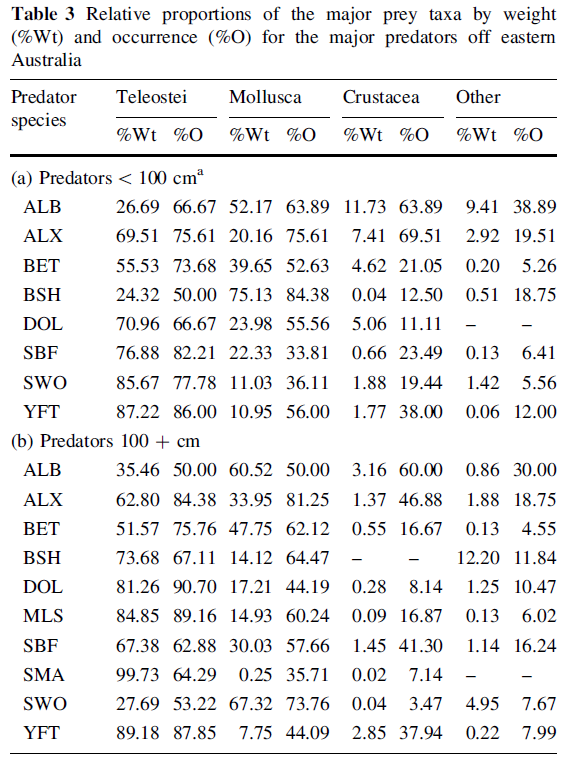 Table 3 Relative proportions of the major prey taxa by weight
(%Wt) and occurrence (%O) for the major predators off eastern
Australia
Predator species Teleostei Mollusca Crustacea Other
%Wt %O %Wt %O %Wt %O %Wt %O
(a) Predators < 100 cmᵃ
ALB 26.69 66.67 52.17 63.89 11.73 63.89 9.41 38.89
ALX 69.51 75.61 20.16 75.61 7.41 69.51 2.92 19.51
BET 55.53 73.68 39.65 52.63 4.62 21.05 0.20 5.26
BSH 24.32 50.00 75.13 84.38 0.04 12.50 0.51 18.75
DOL 70.96 66.67 23.98 55.56 5.06 11.11 – –
SBF 76.88 82.21 22.33 33.81 0.66 23.49 0.13 6.41
SWO 85.67 77.78 11.03 36.11 1.88 19.44 1.42 5.56
YFT 87.22 86.00 10.95 56.00 1.77 38.00 0.06 12.00
(b) Predators 100 + cm
ALB 35.46 50.00 60.52 50.00 3.16 60.00 0.86 30.00
ALX 62.80 84.38 33.95 81.25 1.37 46.88 1.88 18.75
BET 51.57 75.76 47.75 62.12 0.55 16.67 0.13 4.55
BSH 73.68 67.11 14.12 64.47 – – 12.20 11.84
DOL 81.26 90.70 17.21 44.19 0.28 8.14 1.25 10.47
MLS 84.85 89.16 14.93 60.24 0.09 16.87 0.13 6.02
SBF 67.38 62.88 30.03 57.66 1.45 41.30 1.14 16.24
SMA 99.73 64.29 0.25 35.71 0.02 7.14 – –
SWO 27.69 53.22 67.32 73.76 0.04 3.47 4.95 7.67
YFT 89.18 87.85 7.75 44.09 2.85 37.94 0.22 7.99